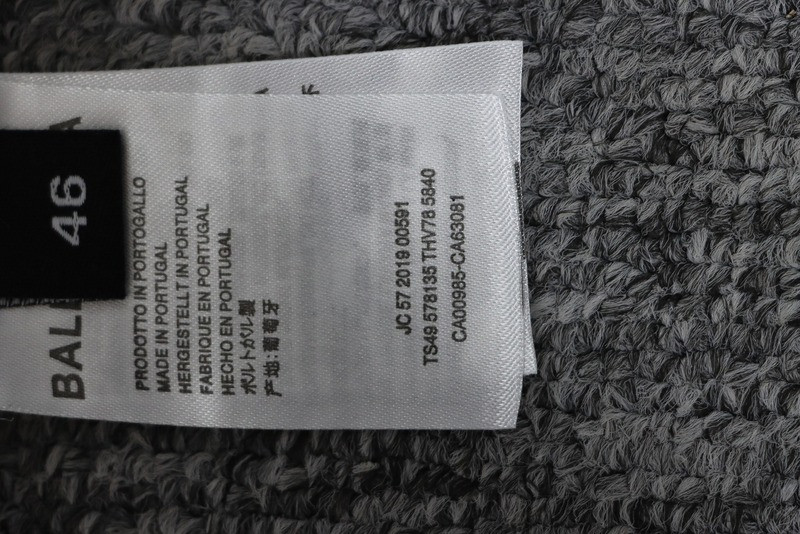 BAL
A
46
PRODOTTO IN PORTOGALLO
MADE IN PORTUGAL
HERGESTELLT IN PORTUGAL
FABRIQUE EN PORTUGAL
HECHO EN PORTUGAL
ポルトガル製
产地:葡萄牙
JC 57 2019 00591
TS49 578135 THV78 5840
CA00985-CA63081